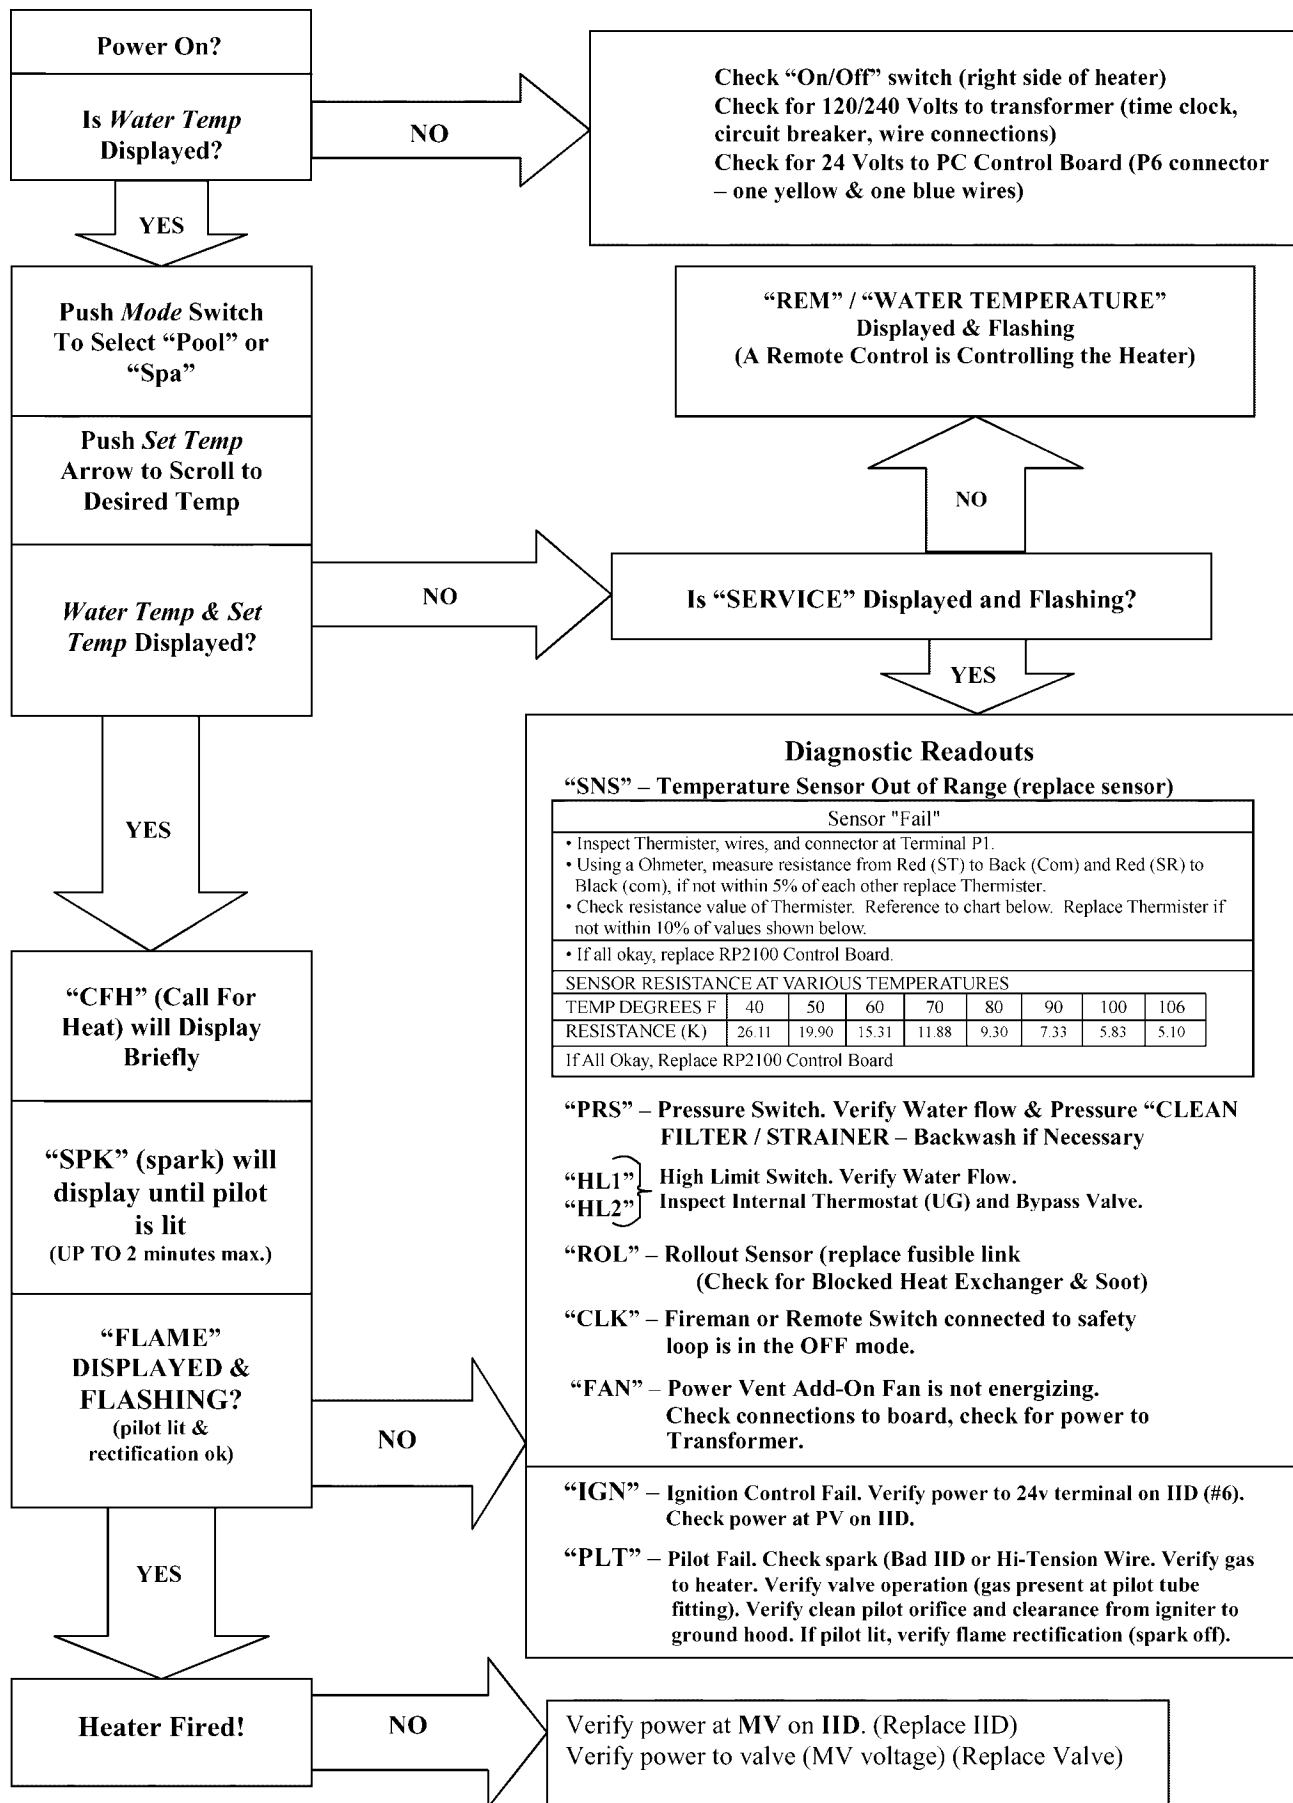 Power On?
Is Water Temp
Displayed?
NO
Check “On/Off” switch (right side of heater)
Check for 120/240 Volts to transformer (time clock,
circuit breaker, wire connections)
Check for 24 Volts to PC Control Board (P6 connector
– one yellow & one blue wires)
YES
Push Mode Switch
To Select “Pool” or
“Spa”
Push Set Temp
Arrow to Scroll to
Desired Temp
Water Temp & Set
Temp Displayed?
NO
Is “SERVICE” Displayed and Flashing?
NO
“REM” / “WATER TEMPERATURE”
Displayed & Flashing
(A Remote Control is Controlling the Heater)
YES
Diagnostic Readouts
“SNS” – Temperature Sensor Out of Range (replace sensor)
Sensor "Fail"
• Inspect Thermister, wires, and connector at Terminal P1.
• Using a Ohmeter, measure resistance from Red (ST) to Back (Com) and Red (SR) to
Black (com), if not within 5% of each other replace Thermister.
• Check resistance value of Thermister. Reference to chart below. Replace Thermister if
not within 10% of values shown below.
• If all okay, replace RP2100 Control Board.
SENSOR RESISTANCE AT VARIOUS TEMPERATURES
TEMP DEGREES F 40 50 60 70 80 90 100 106
RESISTANCE (K) 26.11 19.90 15.31 11.88 9.30 7.33 5.83 5.10
If All Okay, Replace RP2100 Control Board
“PRS” – Pressure Switch. Verify Water flow & Pressure “CLEAN
FILTER / STRAINER – Backwash if Necessary
“HL1” High Limit Switch. Verify Water Flow.
“HL2” Inspect Internal Thermostat (UG) and Bypass Valve.
“ROL” – Rollout Sensor (replace fusible link
(Check for Blocked Heat Exchanger & Soot)
“CLK” – Fireman or Remote Switch connected to safety
loop is in the OFF mode.
“FAN” – Power Vent Add-On Fan is not energizing.
Check connections to board, check for power to
Transformer.
“IGN” – Ignition Control Fail. Verify power to 24v terminal on IID (#6).
Check power at PV on IID.
“PLT” – Pilot Fail. Check spark (Bad IID or Hi-Tension Wire. Verify gas
to heater. Verify valve operation (gas present at pilot tube
fitting). Verify clean pilot orifice and clearance from igniter to
ground hood. If pilot lit, verify flame rectification (spark off).
YES
“CFH” (Call For
Heat) will Display
Briefly
“SPK” (spark) will
display until pilot
is lit
(UP TO 2 minutes max.)
“FLAME”
DISPLAYED &
FLASHING?
(pilot lit &
rectification ok)
NO
YES
Heater Fired!
NO
Verify power at MV on IID. (Replace IID)
Verify power to valve (MV voltage) (Replace Valve)